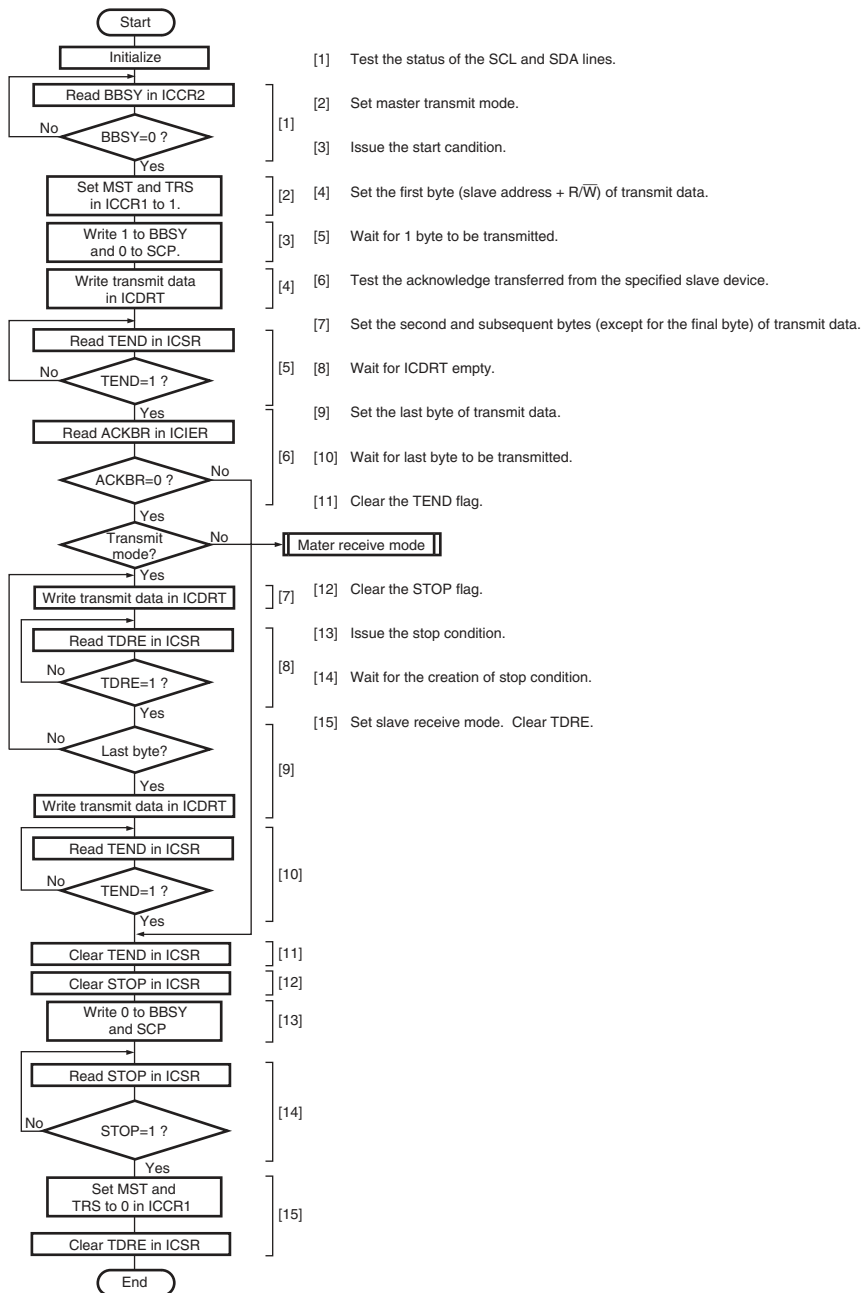 Start
Initialize
Read BBSY in ICCR2
No
BBSY=0 ?
[1]
Yes
Set MST and TRS
in ICCR1 to 1.
[2]
Write 1 to BBSY
and 0 to SCP.
[3]
Write transmit data
in ICDRT
[4]
Read TEND in ICSR
No
TEND=1 ?
[5]
Yes
Read ACKBR in ICIER
ACKBR=0 ?
No
[6]
Yes
Transmit
mode?
No
Mater receive mode
Yes
Write transmit data in ICDRT
[7]
Read TDRE in ICSR
No
TDRE=1 ?
[8]
Yes
No
Last byte?
[9]
Yes
Write transmit data in ICDRT
Read TEND in ICSR
No
TEND=1 ?
[10]
Yes
Clear TEND in ICSR
[11]
Clear STOP in ICSR
[12]
Write 0 to BBSY
and SCP
[13]
Read STOP in ICSR
No
STOP=1 ?
[14]
Yes
Set MST and
TRS to 0 in ICCR1
[15]
Clear TDRE in ICSR
End
[1] Test the status of the SCL and SDA lines.
[2] Set master transmit mode.
[3] Issue the start candition.
[4] Set the first byte (slave address + R/W̅) of transmit data.
[5] Wait for 1 byte to be transmitted.
[6] Test the acknowledge transferred from the specified slave device.
[7] Set the second and subsequent bytes (except for the final byte) of transmit data.
[8] Wait for ICDRT empty.
[9] Set the last byte of transmit data.
[10] Wait for last byte to be transmitted.
[11] Clear the TEND flag.
[12] Clear the STOP flag.
[13] Issue the stop condition.
[14] Wait for the creation of stop condition.
[15] Set slave receive mode. Clear TDRE.